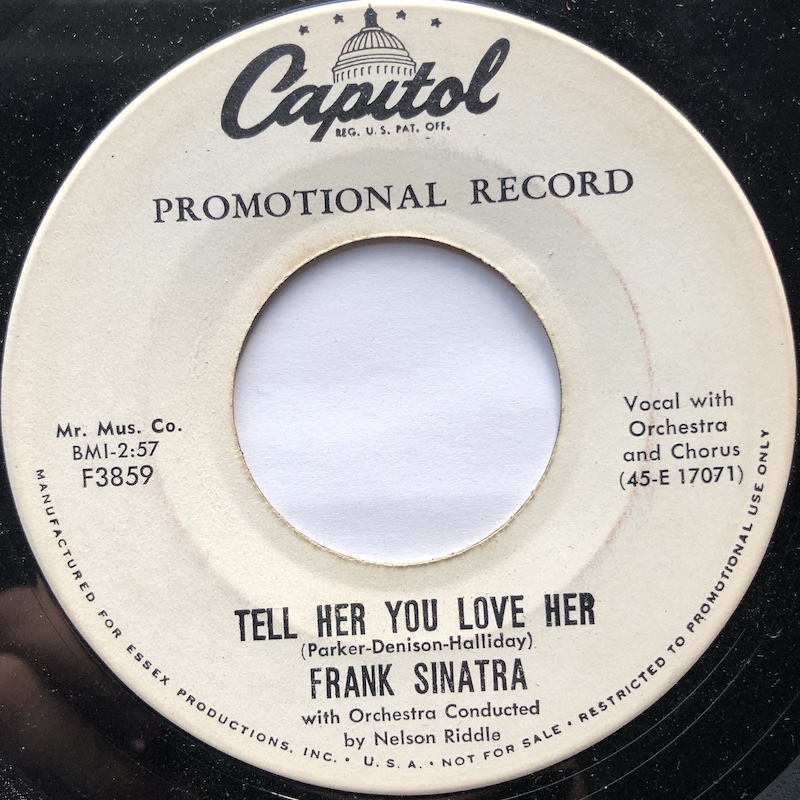 Capitol
REG. U.S. PAT. OFF.
PROMOTIONAL RECORD
Mr. Mus. Co.
BMI-2:57
F3859
Vocal with
Orchestra
and Chorus
(45-E 17071)
TELL HER YOU LOVE HER
(Parker-Denison-Halliday)
FRANK SINATRA
with Orchestra Conducted
by Nelson Riddle
MANUFACTURED FOR ESSEX PRODUCTIONS, INC. • U.S.A. • NOT FOR SALE • RESTRICTED TO PROMOTIONAL USE ONLY